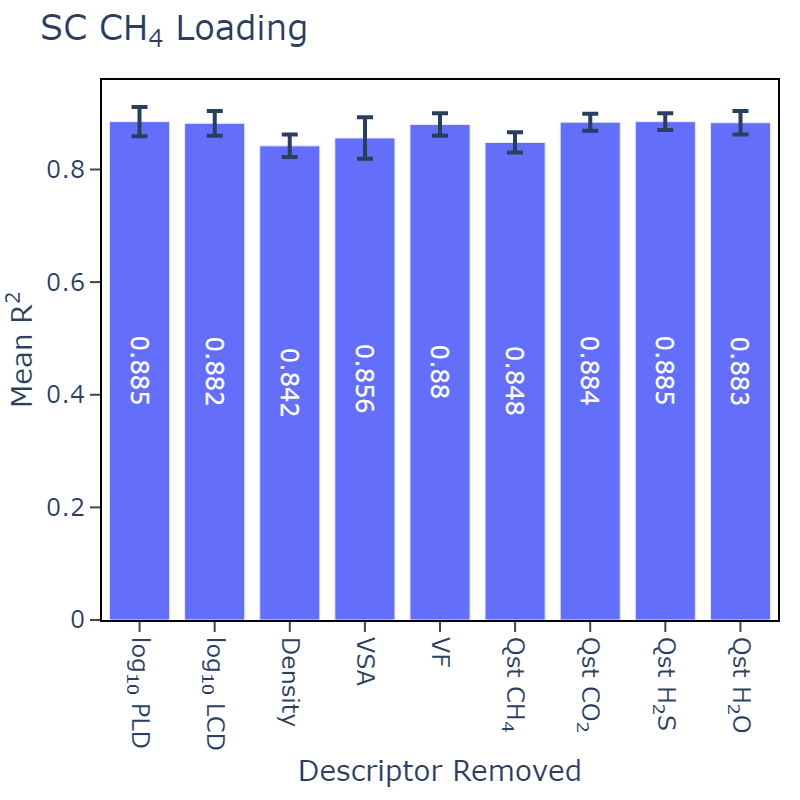 SC CH₄ Loading
Mean R²
0.8
0.6
0.4
0.2
0
0.885
0.882
0.842
0.856
0.88
0.848
0.884
0.885
0.883
log₁₀ PLD
log₁₀ LCD
Density
VSA
VF
Qst CH₄
Qst CO₂
Qst H₂S
Qst H₂O
Descriptor Removed